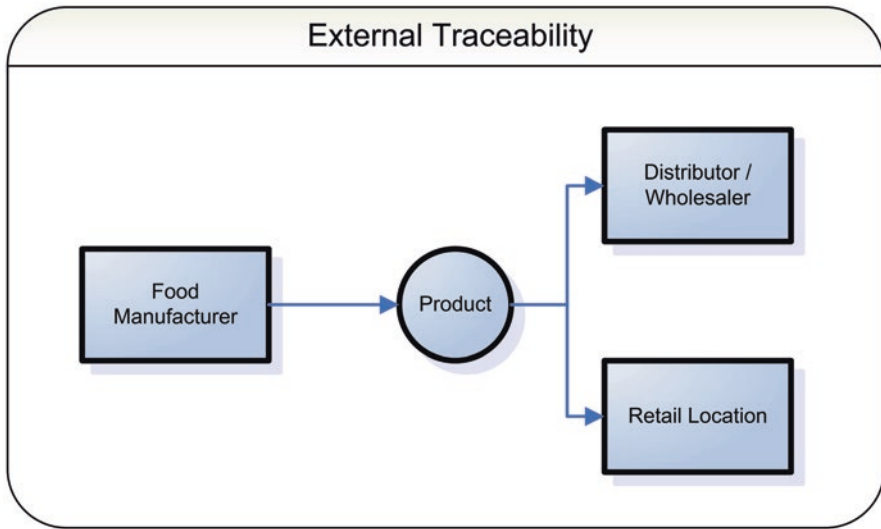 External Traceability
Distributor /
Wholesaler
Food
Manufacturer
Product
Retail Location